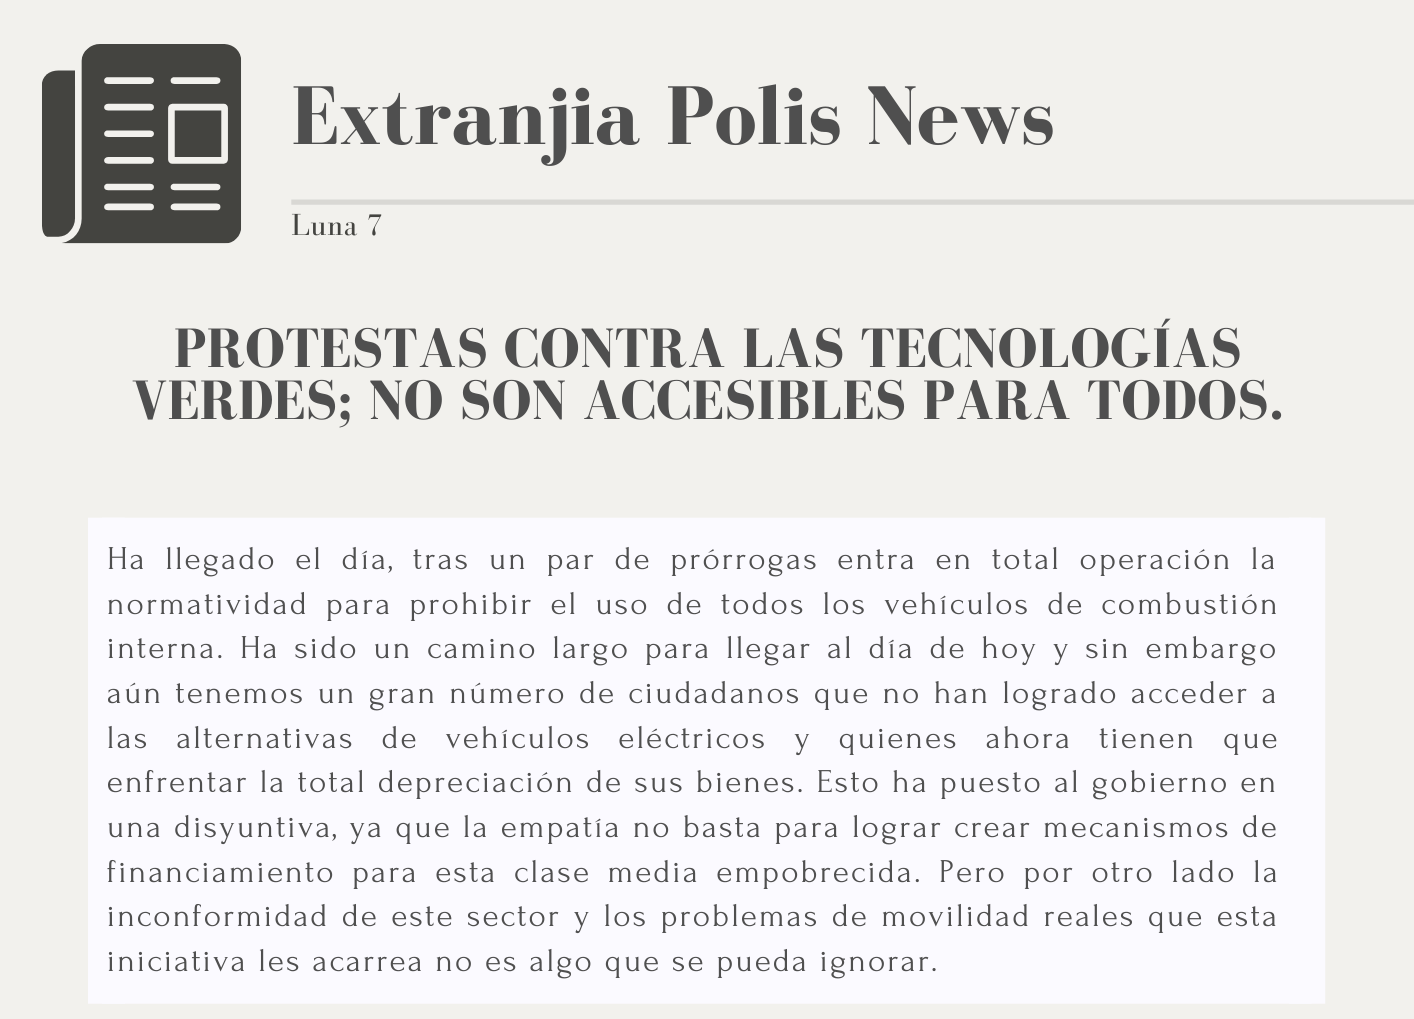 Extranjia Polis News
Luna 7
PROTESTAS CONTRA LAS TECNOLOGÍAS
VERDES; NO SON ACCESIBLES PARA TODOS.
Ha llegado el día, tras un par de prórrogas entra en total operación la
normatividad para prohibir el uso de todos los vehículos de combustión
interna. Ha sido un camino largo para llegar al día de hoy y sin embargo
aún tenemos un gran número de ciudadanos que no han logrado acceder a
las alternativas de vehículos eléctricos y quienes ahora tienen que
enfrentar la total depreciación de sus bienes. Esto ha puesto al gobierno en
una disyuntiva, ya que la empatía no basta para lograr crear mecanismos de
financiamiento para esta clase media empobrecida. Pero por otro lado la
inconformidad de este sector y los problemas de movilidad reales que esta
iniciativa les acarrea no es algo que se pueda ignorar.